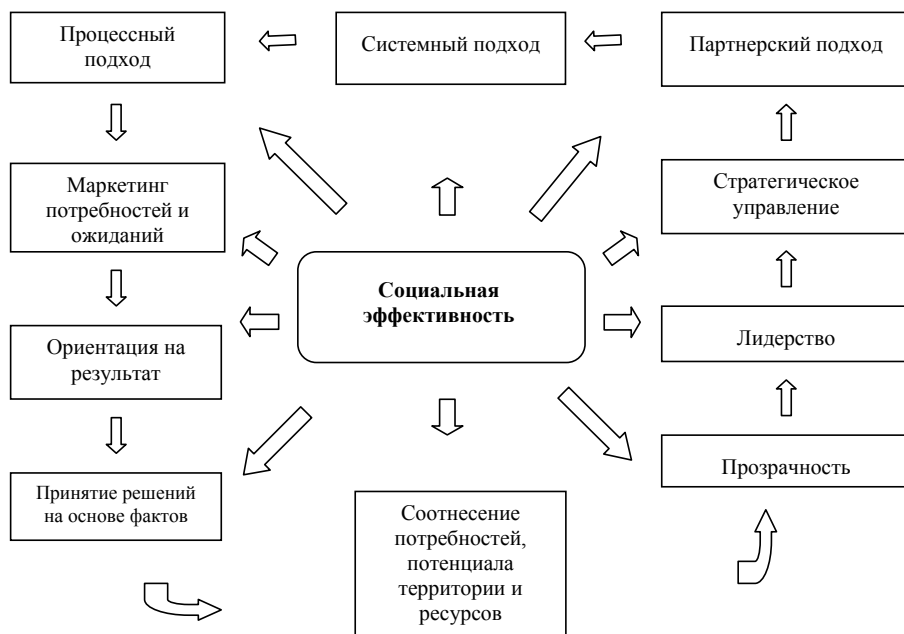 Процессный
подход
Системный подход
Партнерский подход
Маркетинг
потребностей и
ожиданий
Стратегическое
управление
Социальная
эффективность
Ориентация на
результат
Лидерство
Принятие решений
на основе фактов
Прозрачность
Соотнесение
потребностей,
потенциала
территории и
ресурсов